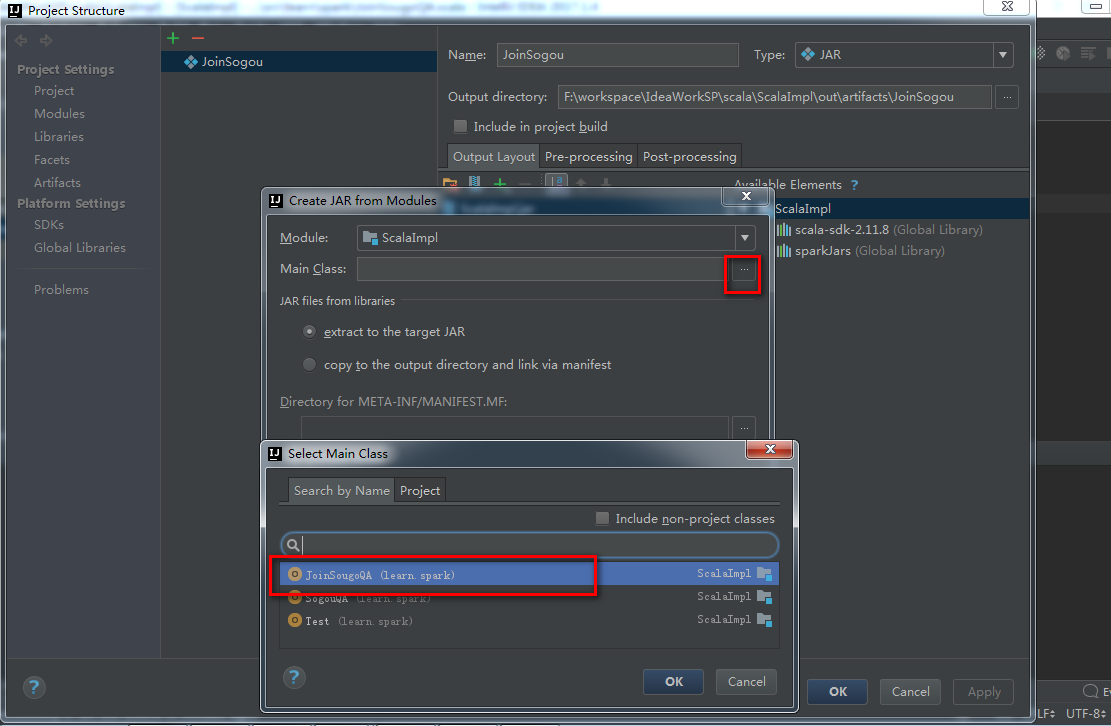 Project Structure
Project Settings
Project
Modules
Libraries
Facets
Artifacts
Platform Settings
SDKs
Global Libraries
Problems
JoinSogou
Name: JoinSogou Type: JAR
Output directory: F:\workspace\IdeaWorkSP\scala\ScalaImpl\out\artifacts\JoinSogou ...
Include in project build
Output Layout Pre-processing Post-processing
Available Elements ?
ScalaImpl
scala-sdk-2.11.8 (Global Library)
sparkJars (Global Library)
Create JAR from Modules
Module: ScalaImpl
Main Class: ...
JAR files from libraries
extract to the target JAR
copy to the output directory and link via manifest
Directory for META-INF/MANIFEST.MF:
...
Select Main Class
Search by Name Project
Include non-project classes
JoinSougoQA (learn.spark) ScalaImpl
SogouQA (learn.spark) ScalaImpl
Test (learn.spark) ScalaImpl
? OK Cancel
? OK Cancel Apply
UTF-8